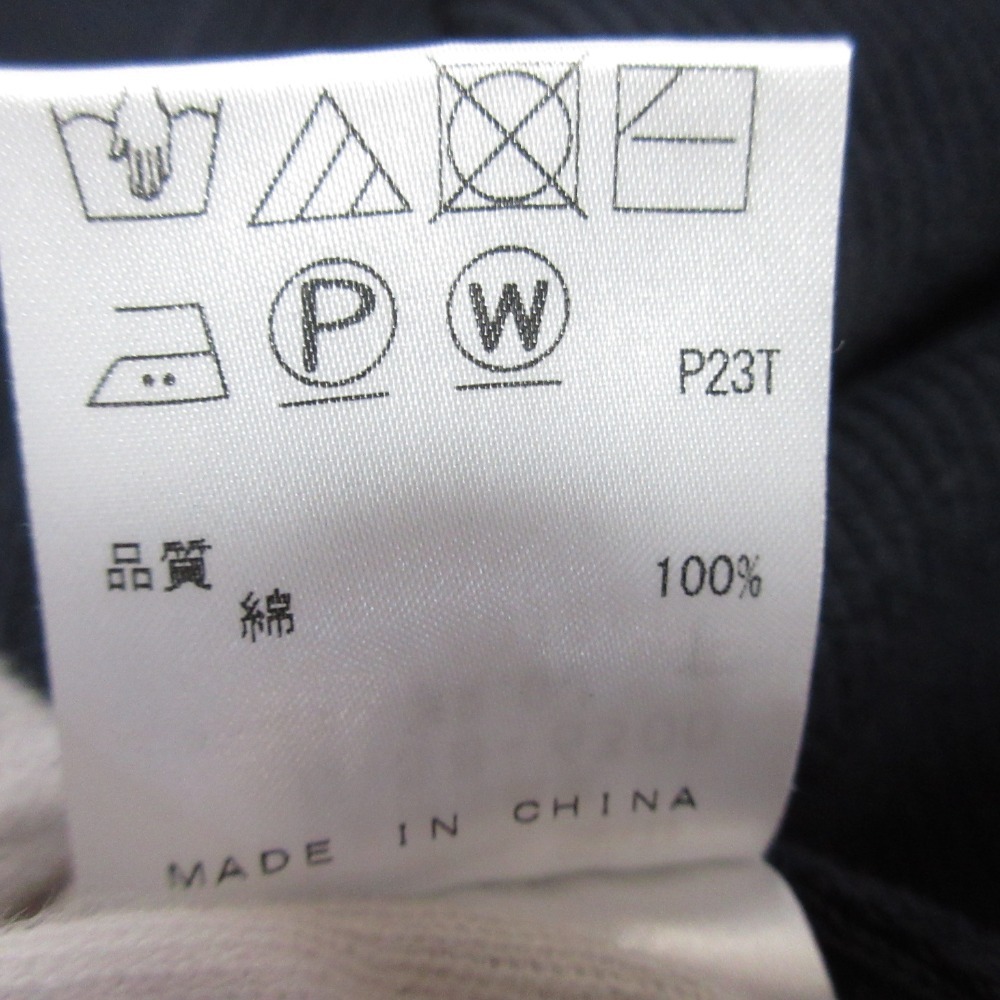 P W
P23T
品質
綿 100%
MADE IN CHINA